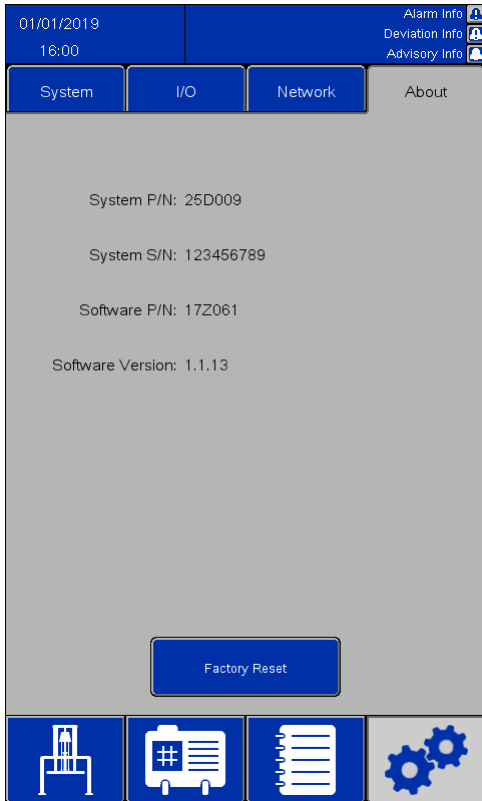 01/01/2019
16:00
Alarm Info
Deviation Info
Advisory Info
System
I/O
Network
About
System P/N: 25D009
System S/N: 123456789
Software P/N: 17Z061
Software Version: 1.1.13
Factory Reset